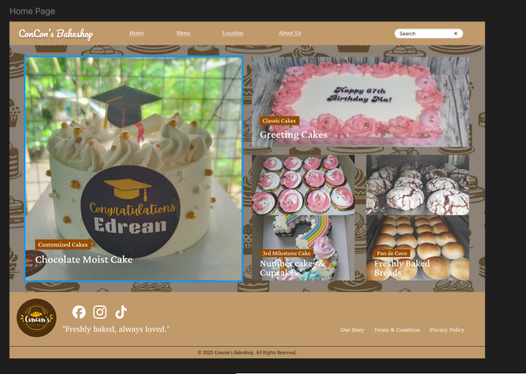 Home Page
ConCon's Bakeshop
Home
Menu
Location
About Us
Search
Congratulations
Edrean
Customized Cakes
Chocolate Moist Cake
Happy 67th
Birthday Ma!
Classic Cakes
Greeting Cakes
3rd Milestone Cake
Number cakes &
Cupcakes
Pan de Coco
Freshly Baked
Breads
ConCon's
"Freshly baked, always loved."
Our Story
Terms & Condition
Privacy Policy
© 2025 ConCon's Bakeshop. All Rights Reserved